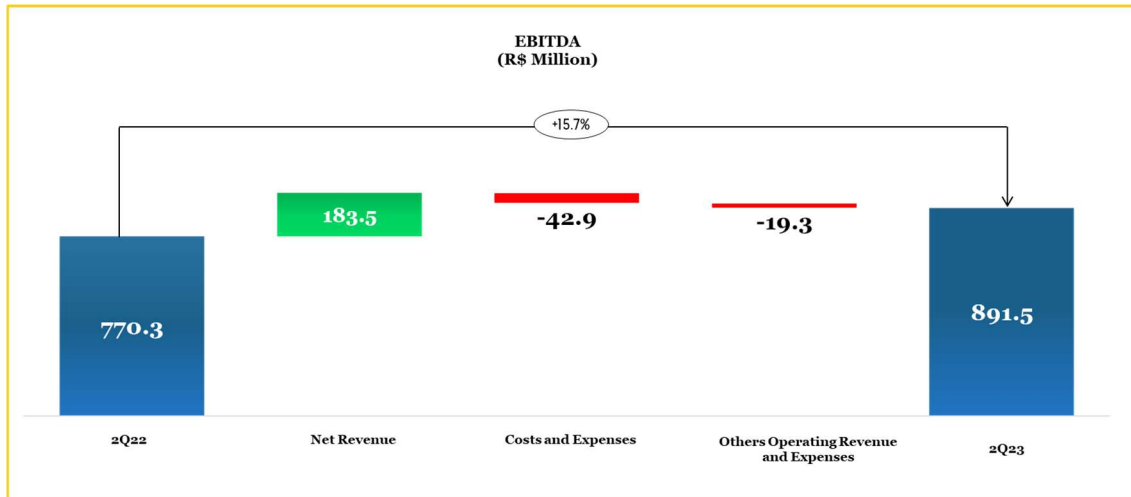 EBITDA
(R$ Million)
+15.7%
183.5
-42.9
-19.3
770.3
891.5
2Q22
Net Revenue
Costs and Expenses
Others Operating Revenue
and Expenses
2Q23